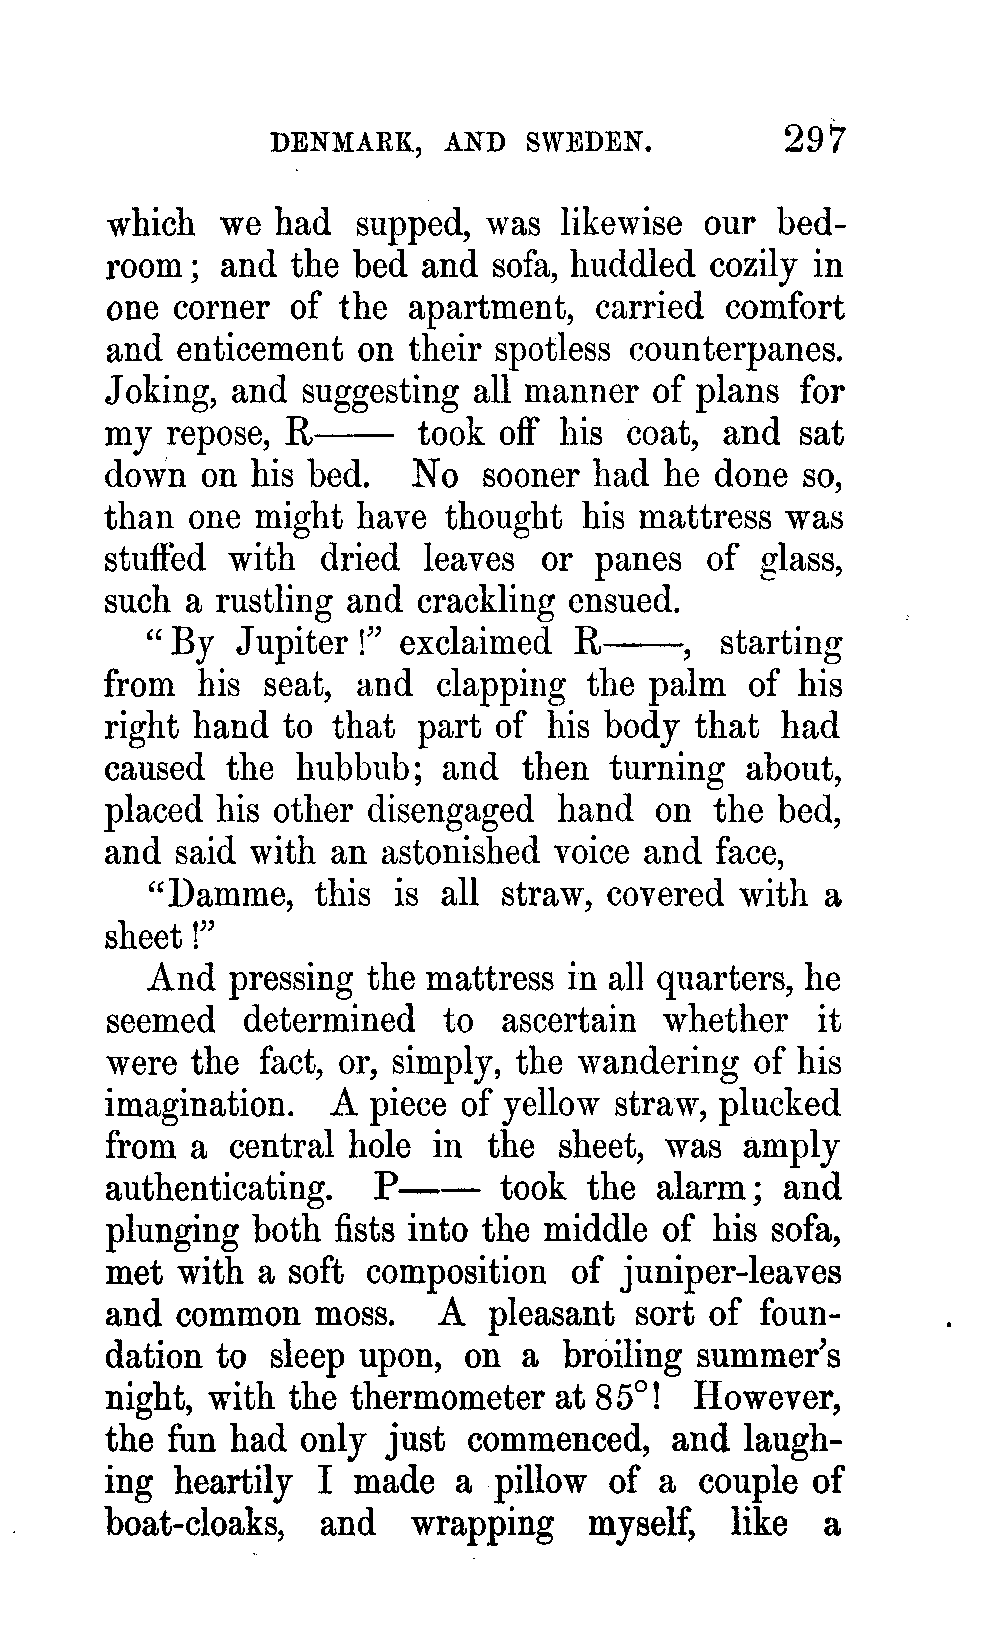 DENMARK, AND SWEDEN. 297
which we had supped, was likewise our bed-
room; and the bed and sofa, huddled cozily in
one corner of the apartment, carried comfort
and enticement on their spotless counterpanes.
Joking, and suggesting all manner of plans for
my repose, R—— took off his coat, and sat
down on his bed. No sooner had he done so,
than one might have thought his mattress was
stuffed with dried leaves or panes of glass,
such a rustling and crackling ensued.
"By Jupiter!" exclaimed R——, starting
from his seat, and clapping the palm of his
right hand to that part of his body that had
caused the hubbub; and then turning about,
placed his other disengaged hand on the bed,
and said with an astonished voice and face,
"Damme, this is all straw, covered with a
sheet!"
And pressing the mattress in all quarters, he
seemed determined to ascertain whether it
were the fact, or, simply, the wandering of his
imagination. A piece of yellow straw, plucked
from a central hole in the sheet, was amply
authenticating. P—— took the alarm; and
plunging both fists into the middle of his sofa,
met with a soft composition of juniper-leaves
and common moss. A pleasant sort of foun-
dation to sleep upon, on a broiling summer's
night, with the thermometer at 85°! However,
the fun had only just commenced, and laugh-
ing heartily I made a pillow of a couple of
boat-cloaks, and wrapping myself, like a